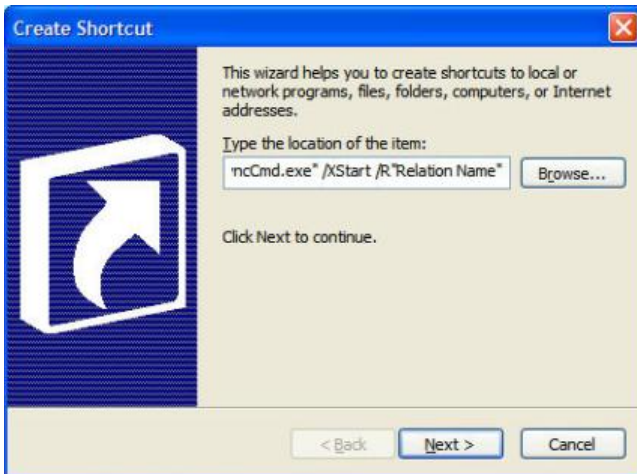 Create Shortcut
This wizard helps you to create shortcuts to local or
network programs, files, folders, computers, or Internet
addresses.
Type the location of the item:
ncCmd.exe" /XStart /R"Relation Name"
Browse...
Click Next to continue.
< Back
Next >
Cancel